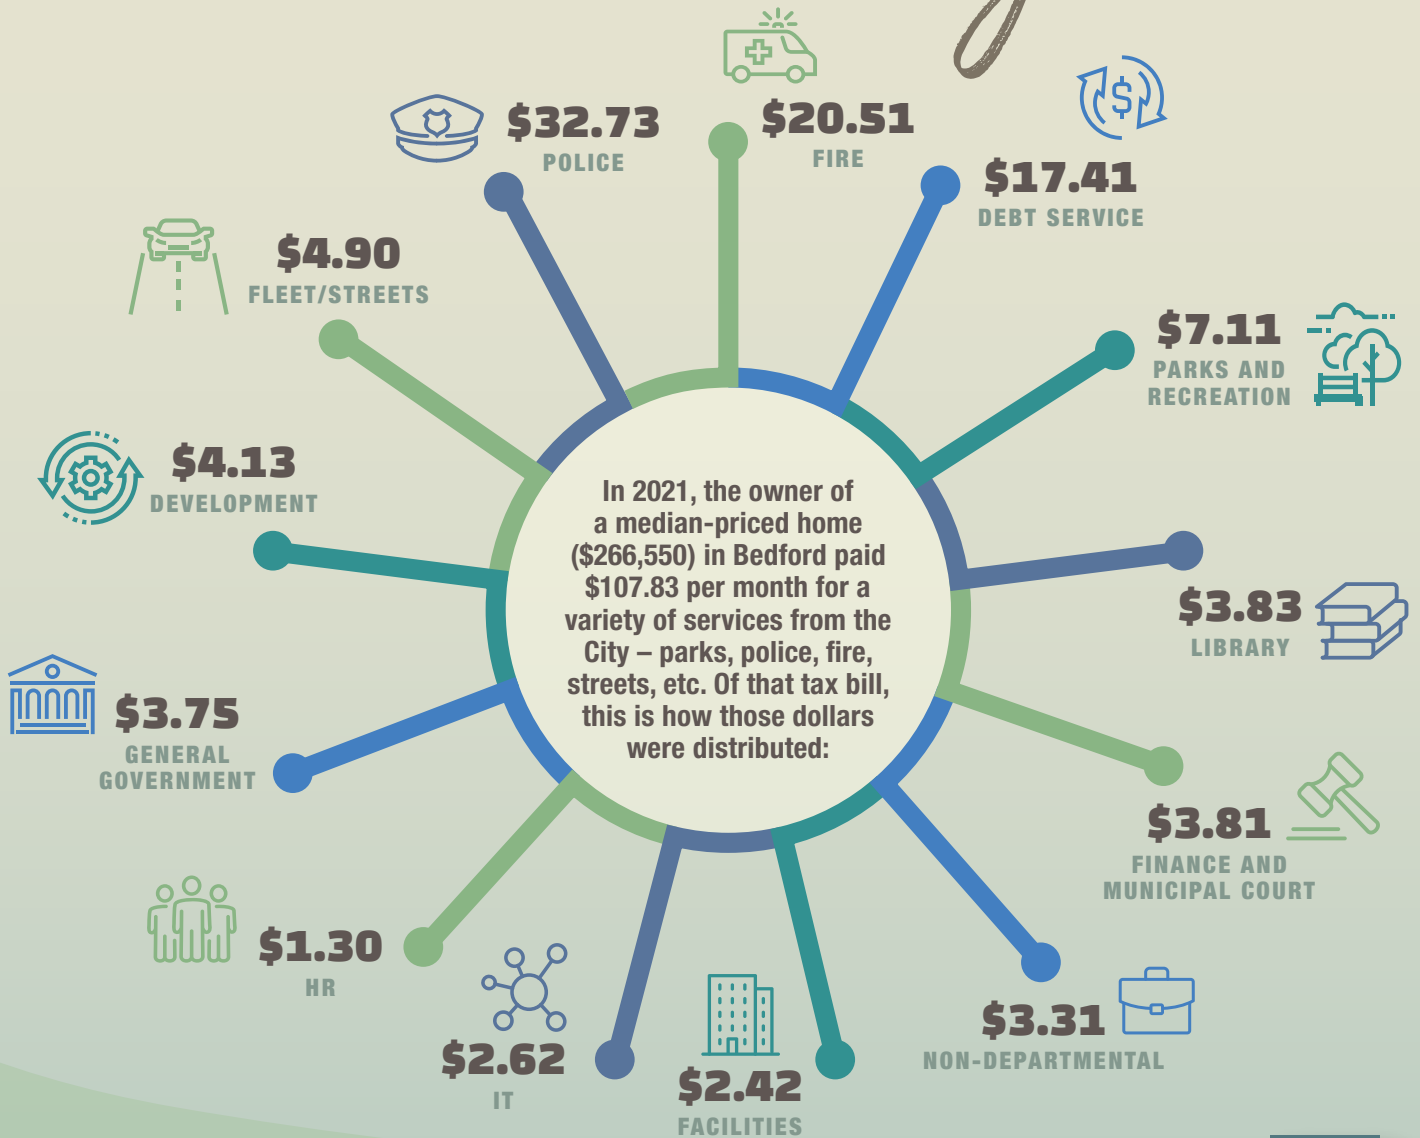 $20.51
FIRE
$32.73
POLICE
$17.41
DEBT SERVICE
$4.90
FLEET/STREETS
$7.11
PARKS AND
RECREATION
$4.13
DEVELOPMENT
In 2021, the owner of
a median-priced home
($266,550) in Bedford paid
$107.83 per month for a
variety of services from the
City – parks, police, fire,
streets, etc. Of that tax bill,
this is how those dollars
were distributed:
$3.83
LIBRARY
$3.75
GENERAL
GOVERNMENT
$3.81
FINANCE AND
MUNICIPAL COURT
$1.30
HR
$3.31
NON-DEPARTMENTAL
$2.62
IT
$2.42
FACILITIES